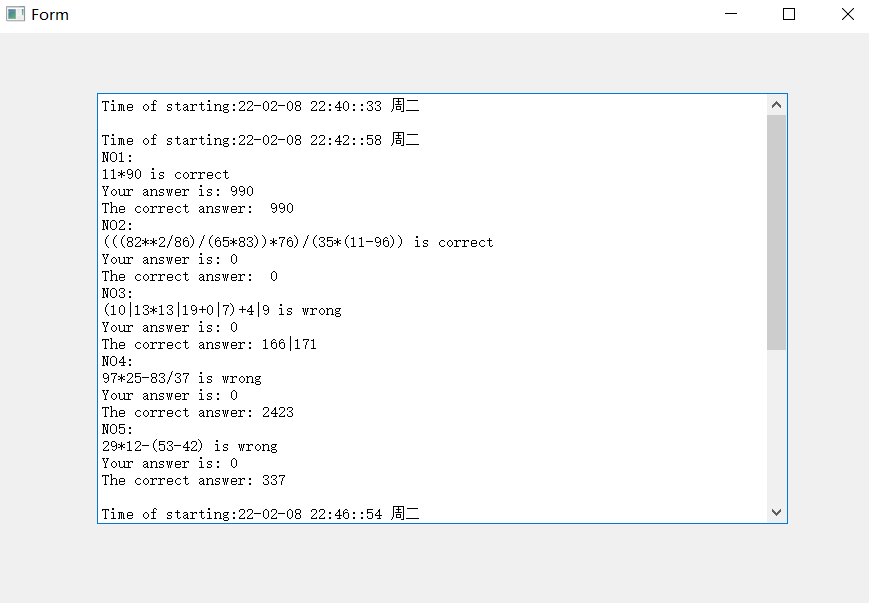 Form
Time of starting:22-02-08 22:40::33 周二
Time of starting:22-02-08 22:42::58 周二
NO1:
11*90 is correct
Your answer is: 990
The correct answer:  990
NO2:
(((82**2/86)/(65*83))*76)/(35*(11-96)) is correct
Your answer is: 0
The correct answer:  0
NO3:
(10|13*13|19+0|7)+4|9 is wrong
Your answer is: 0
The correct answer: 166|171
NO4:
97*25-83/37 is wrong
Your answer is: 0
The correct answer: 2423
NO5:
29*12-(53-42) is wrong
Your answer is: 0
The correct answer: 337
Time of starting:22-02-08 22:46::54 周二